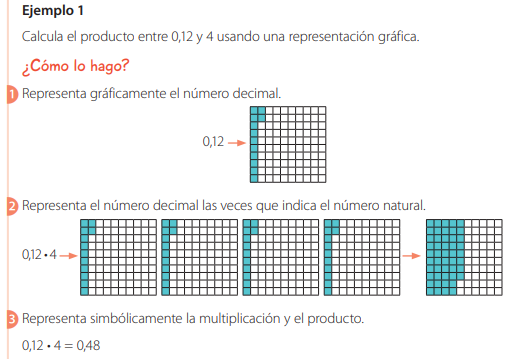 Ejemplo 1
Calcula el producto entre 0,12 y 4 usando una representación gráfica.
¿Cómo lo hago?
1 Representa gráficamente el número decimal.
0,12
2 Representa el número decimal las veces que indica el número natural.
0,12 • 4
3 Representa simbólicamente la multiplicación y el producto.
0,12 • 4 = 0,48